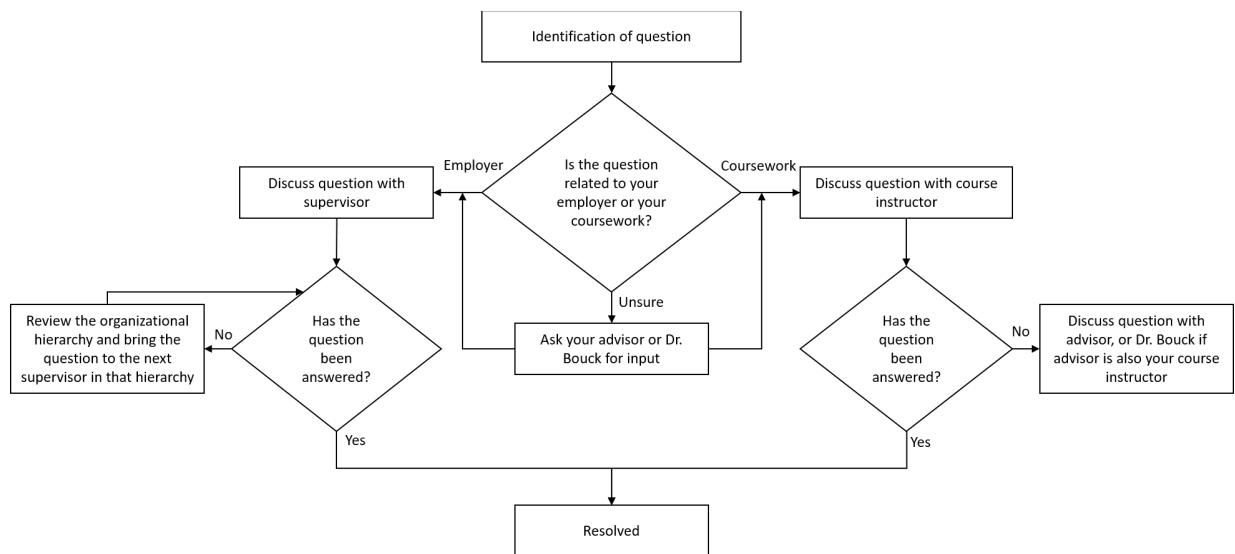 Identification of question
Employer
Is the question
related to your
employer or your
coursework?
Coursework
Discuss question with
supervisor
Discuss question with course
instructor
Unsure
Review the organizational
hierarchy and bring the
question to the next
supervisor in that hierarchy
No
Has the
question
been
answered?
Ask your advisor or Dr.
Bouck for input
Has the
question
been
answered?
No
Discuss question with
advisor, or Dr. Bouck if
advisor is also your course
instructor
Yes
Yes
Resolved